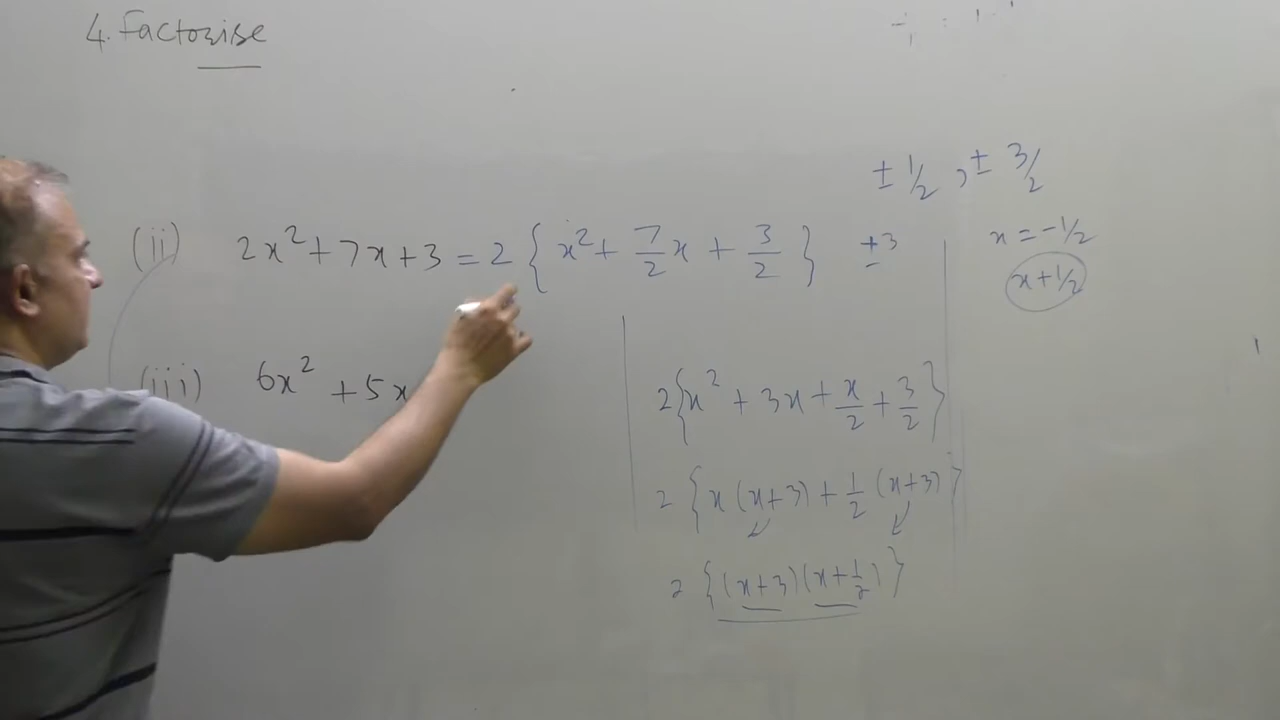 4. Factorise
± 1/2 , ± 3/2
(ii) 2x² + 7x + 3 = 2 { x² + 7/2 x + 3/2 } ±3
x = -1/2
x + 1/2
(iii) 6x² + 5x
2{x² + 3x + x/2 + 3/2}
2 { x (x+3) + 1/2 (x+3) }
2 { (x+3)(x+1/2) }